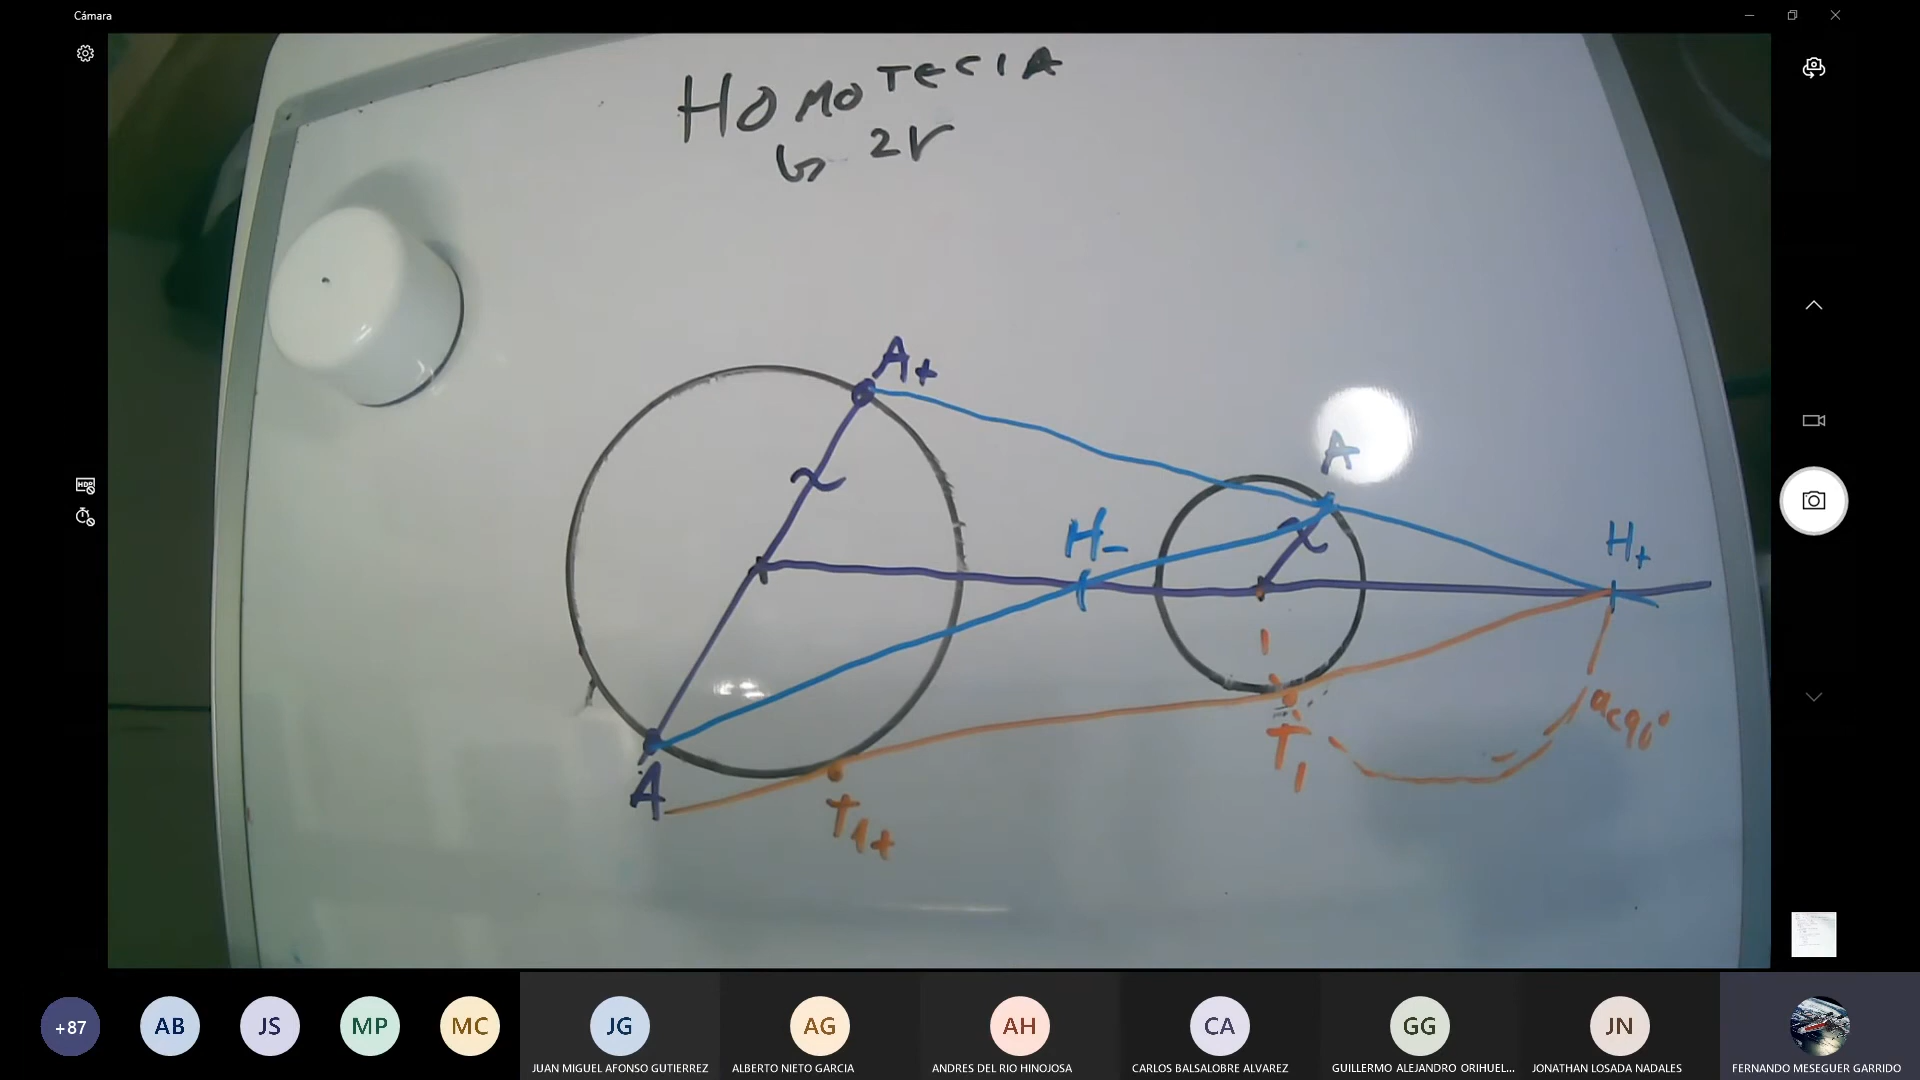 Cámara
HOMOTECIA
↳ 2r
A+
A
H-
H+
A
T1+
T1
ac90°
+87
AB
JS
MP
MC
JG
AG
AH
CA
GG
JN
JUAN MIGUEL AFONSO GUTIERREZ
ALBERTO NIETO GARCIA
ANDRES DEL RIO HINOJOSA
CARLOS BALSALOBRE ALVAREZ
GUILLERMO ALEJANDRO ORIHUEL...
JONATHAN LOSADA NADALES
FERNANDO MESEGUER GARRIDO